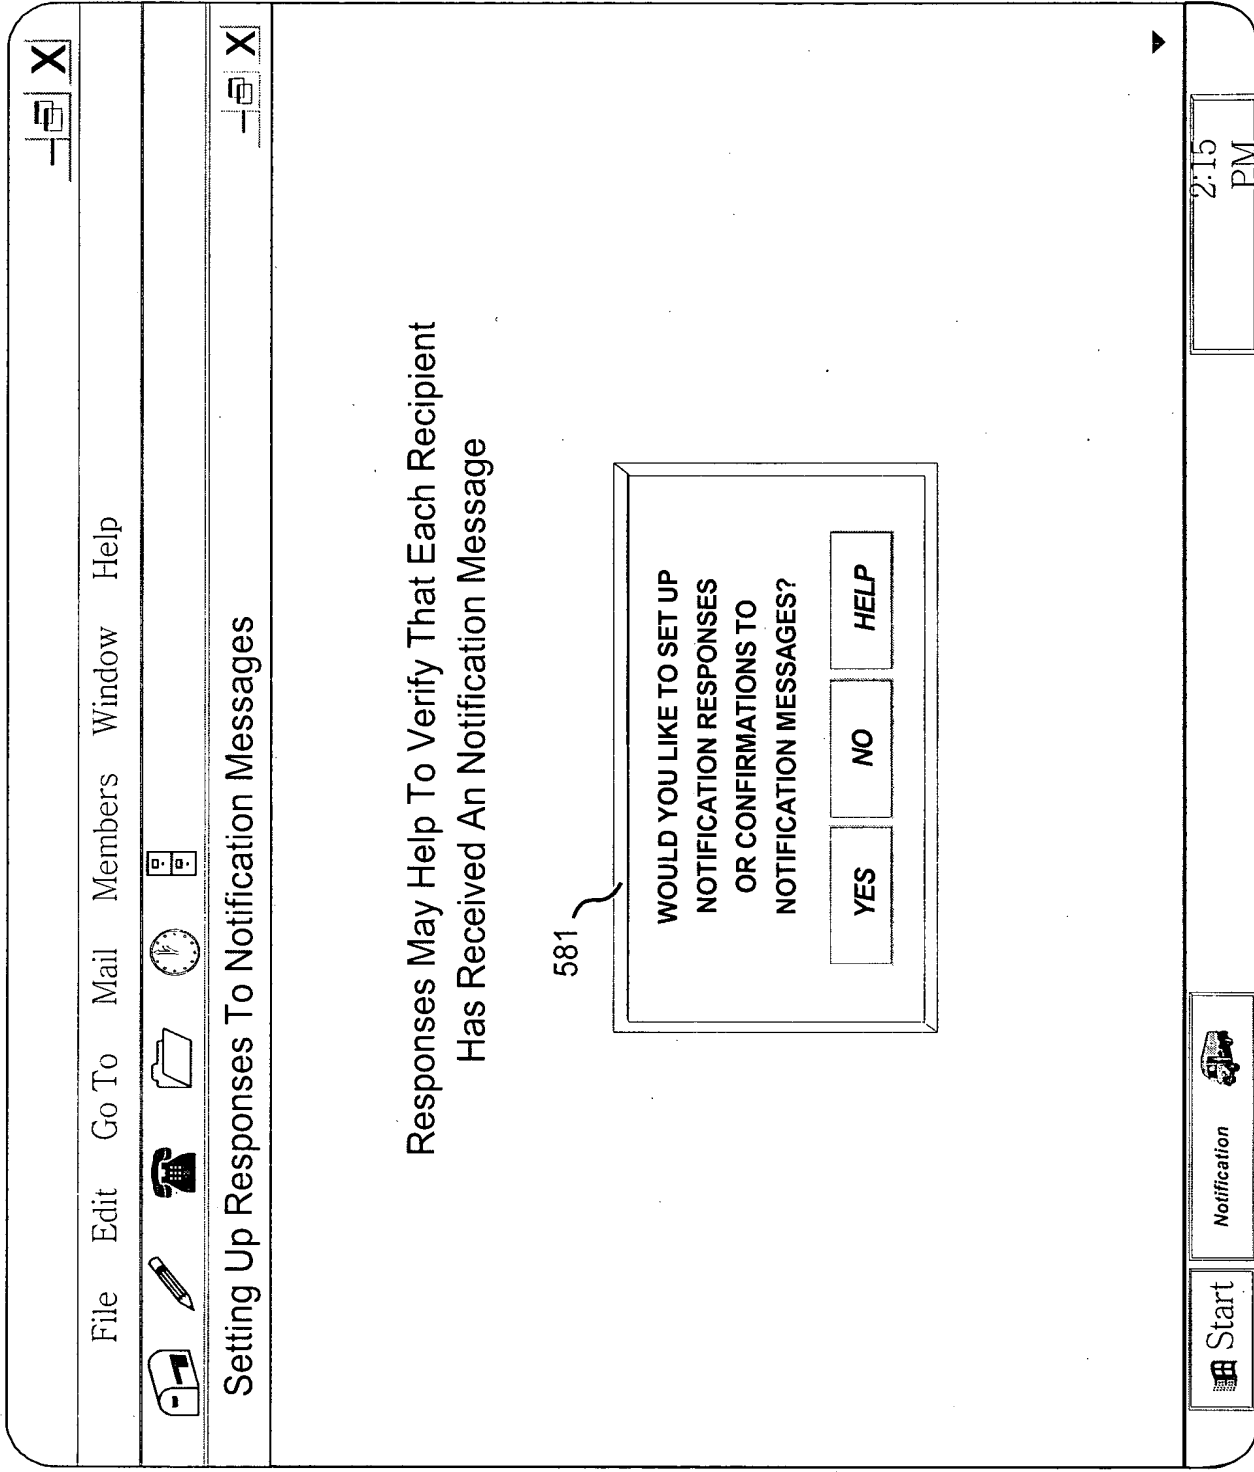 X
File Edit Go To Mail Members Window Help
Setting Up Responses To Notification Messages
X
Responses May Help To Verify That Each Recipient
Has Received An Notification Message
581
WOULD YOU LIKE TO SET UP
NOTIFICATION RESPONSES
OR CONFIRMATIONS TO
NOTIFICATION MESSAGES?
YES NO HELP
Start Notification 2:15
PM